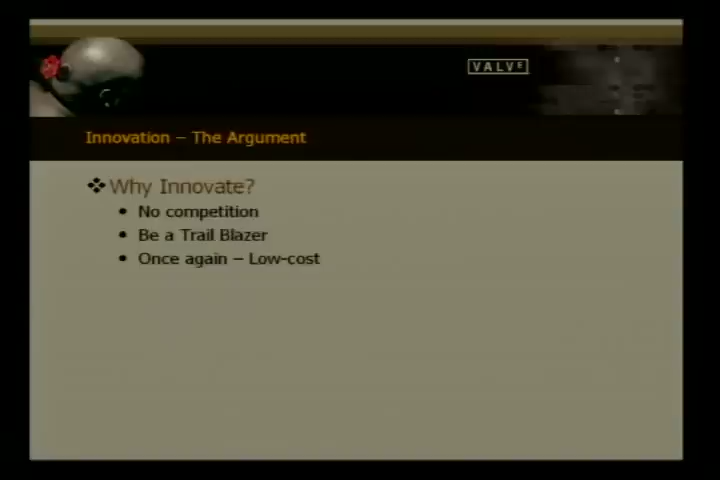 VALVE
Innovation – The Argument
Why Innovate?
No competition
Be a Trail Blazer
Once again – Low-cost